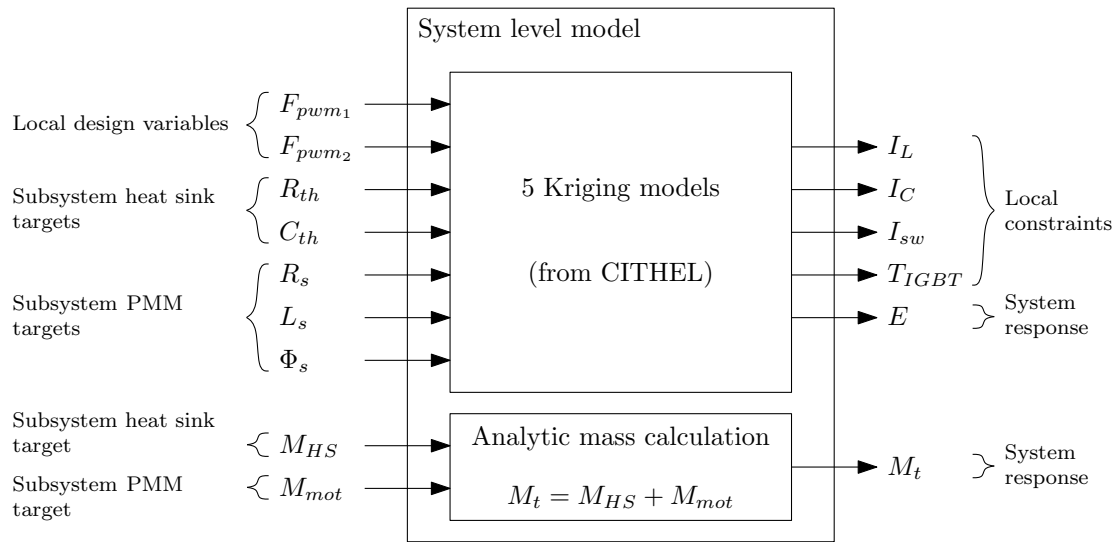 System level model
Local design variables
F_{pwm_1}
F_{pwm_2}
Subsystem heat sink
targets
R_{th}
C_{th}
Subsystem PMM
targets
R_s
L_s
Φ_s
5 Kriging models
(from CITHEL)
I_L
I_C
I_{sw}
T_{IGBT}
Local
constraints
E
System
response
Subsystem heat sink
target
M_{HS}
Subsystem PMM
target
M_{mot}
Analytic mass calculation
M_t = M_{HS} + M_{mot}
M_t
System
response